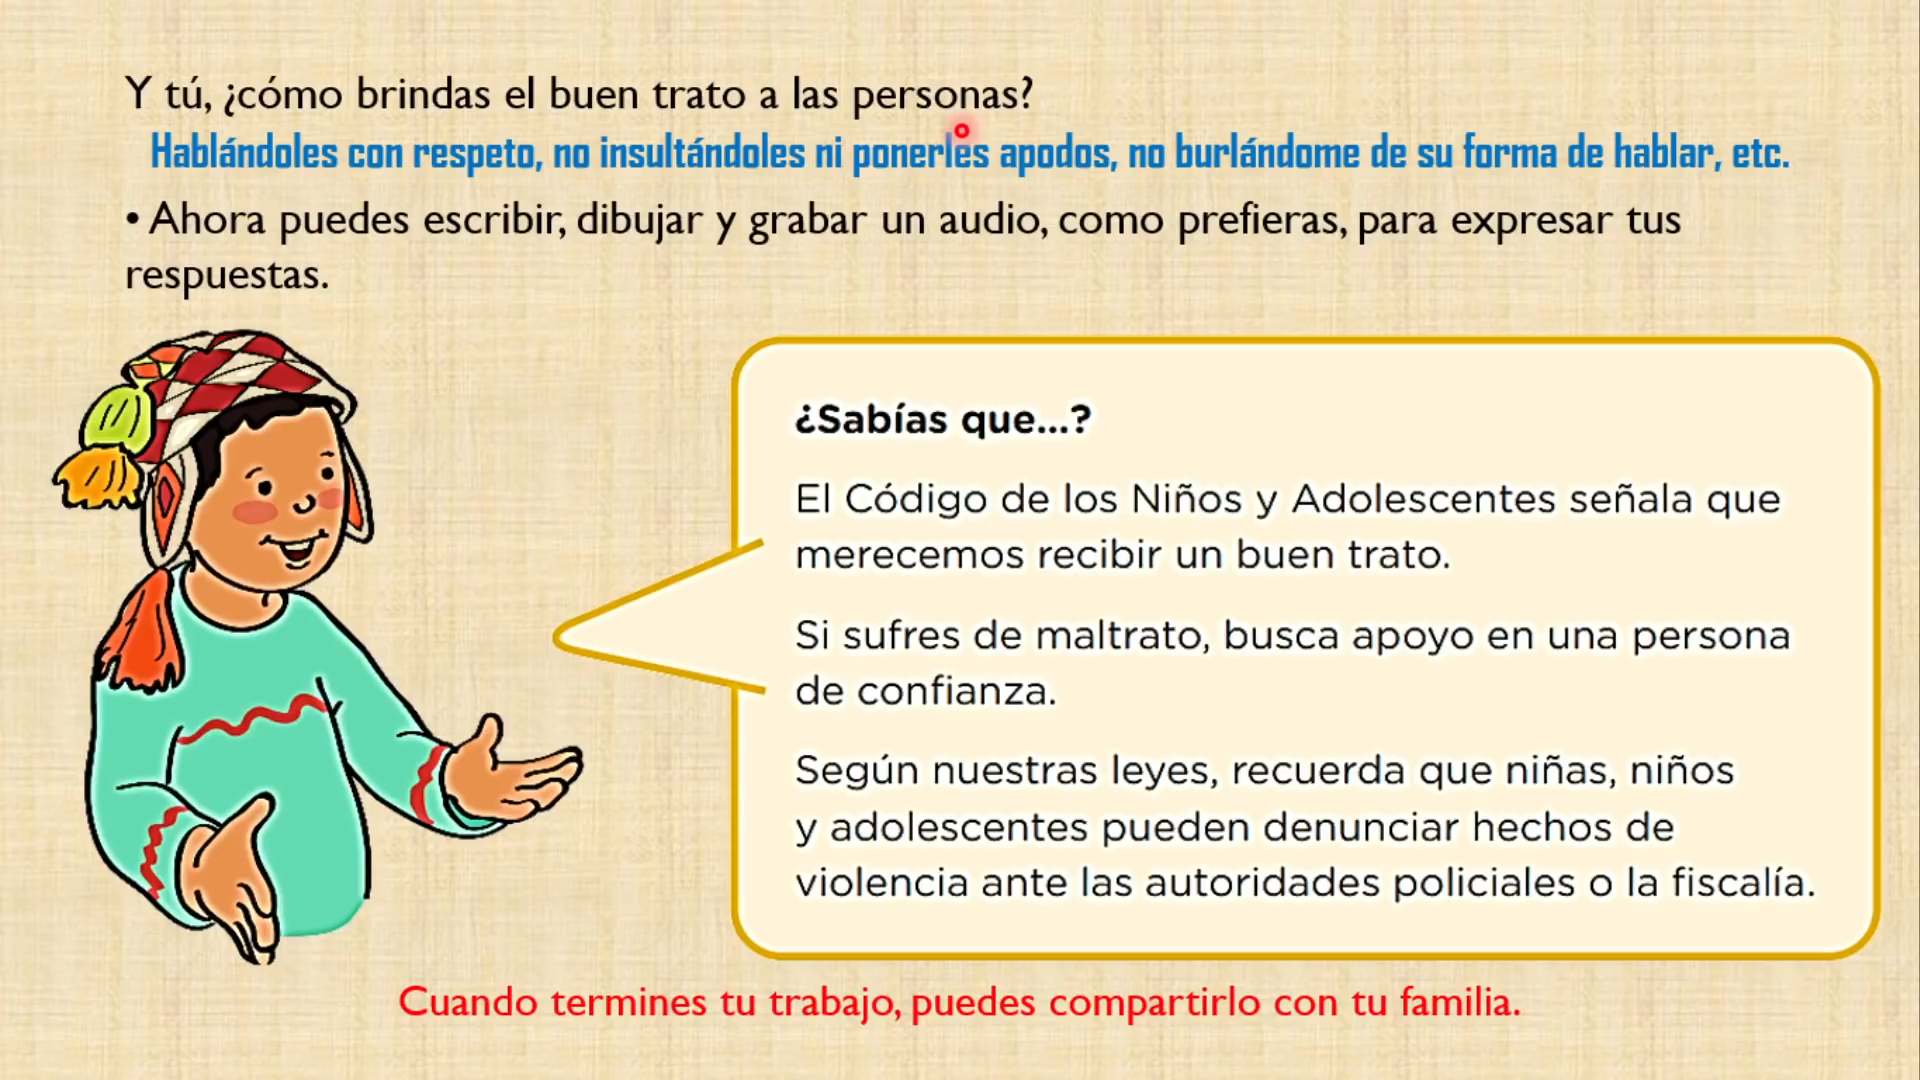 Y tú, ¿cómo brindas el buen trato a las personas?
Hablándoles con respeto, no insultándoles ni ponerles apodos, no burlándome de su forma de hablar, etc.
• Ahora puedes escribir, dibujar y grabar un audio, como prefieras, para expresar tus
respuestas.
¿Sabías que...?
El Código de los Niños y Adolescentes señala que
merecemos recibir un buen trato.
Si sufres de maltrato, busca apoyo en una persona
de confianza.
Según nuestras leyes, recuerda que niñas, niños
y adolescentes pueden denunciar hechos de
violencia ante las autoridades policiales o la fiscalía.
Cuando termines tu trabajo, puedes compartirlo con tu familia.